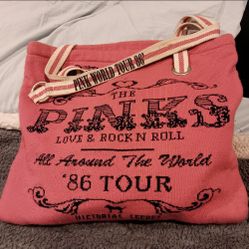 PINK WORLD TOUR 86'
THE
PINKS
LOVE & ROCK N ROLL
All Around The World
'86 TOUR
VICTORIA'S SECRET